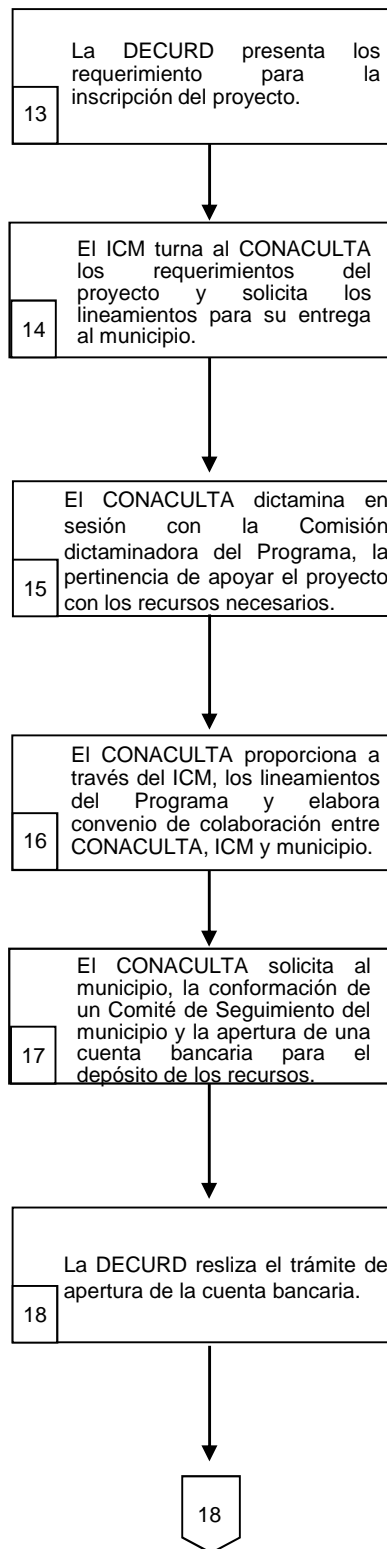 La DECURD presenta los
requerimiento para la
inscripción del proyecto.
13
El ICM turna al CONACULTA
los requerimientos del
proyecto y solicita los
lineamientos para su entrega
al municipio.
14
El CONACULTA dictamina en
sesión con la Comisión
dictaminadora del Programa, la
pertinencia de apoyar el proyecto
con los recursos necesarios.
15
El CONACULTA proporciona a
través del ICM, los lineamientos
del Programa y elabora
convenio de colaboración entre
CONACULTA, ICM y municipio.
16
El CONACULTA solicita al
municipio, la conformación de
un Comité de Seguimiento del
municipio y la apertura de una
cuenta bancaria para el
depósito de los recursos.
17
La DECURD resliza el trámite de
apertura de la cuenta bancaria.
18
18